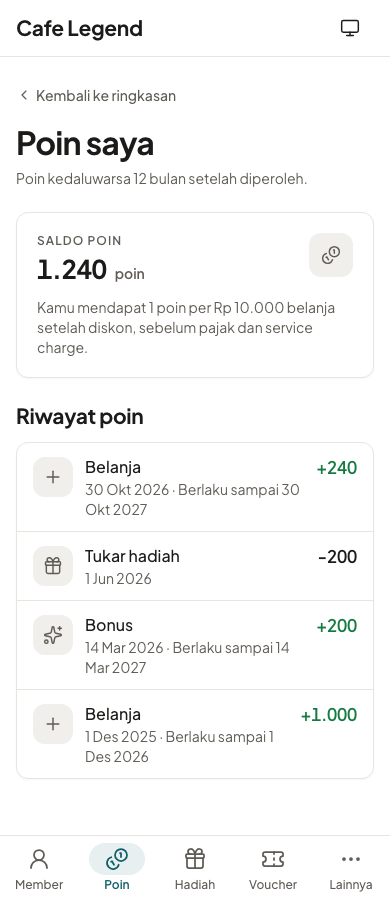 Cafe Legend
Kembali ke ringkasan
Poin saya
Poin kedaluwarsa 12 bulan setelah diperoleh.
SALDO POIN
1.240 poin
Kamu mendapat 1 poin per Rp 10.000 belanja
setelah diskon, sebelum pajak dan service
charge.
Riwayat poin
Belanja +240
30 Okt 2026 · Berlaku sampai 30
Okt 2027
Tukar hadiah -200
1 Jun 2026
Bonus +200
14 Mar 2026 · Berlaku sampai 14
Mar 2027
Belanja +1.000
1 Des 2025 · Berlaku sampai 1
Des 2026
Member Poin Hadiah Voucher Lainnya